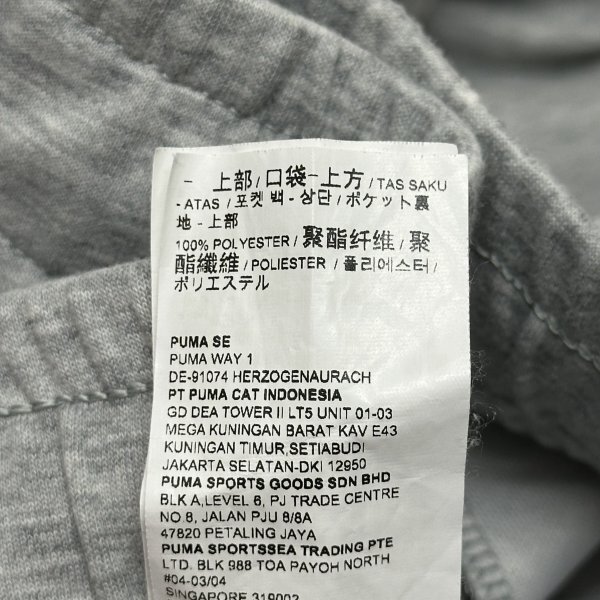 - 上部 / 口袋 - 上方 / TAS SAKU
- ATAS / 포켓 백 - 상단 / ポケット裏
地 - 上部
100% POLYESTER / 聚酯纤维 / 聚
酯纖維 / POLIESTER / 폴리에스터 /
ポリエステル
PUMA SE
PUMA WAY 1
DE-91074 HERZOGENAURACH
PT PUMA CAT INDONESIA
GD DEA TOWER II LT5 UNIT 01-03
MEGA KUNINGAN BARAT KAV E43
KUNINGAN TIMUR,SETIABUDI
JAKARTA SELATAN-DKI 12950
PUMA SPORTS GOODS SDN BHD
BLK A,LEVEL 6, PJ TRADE CENTRE
NO.8, JALAN PJU 8/8A
47820 PETALING JAYA
PUMA SPORTSSEA TRADING PTE
LTD. BLK 988 TOA PAYOH NORTH
#04-03/04
SINGAPORE 319002